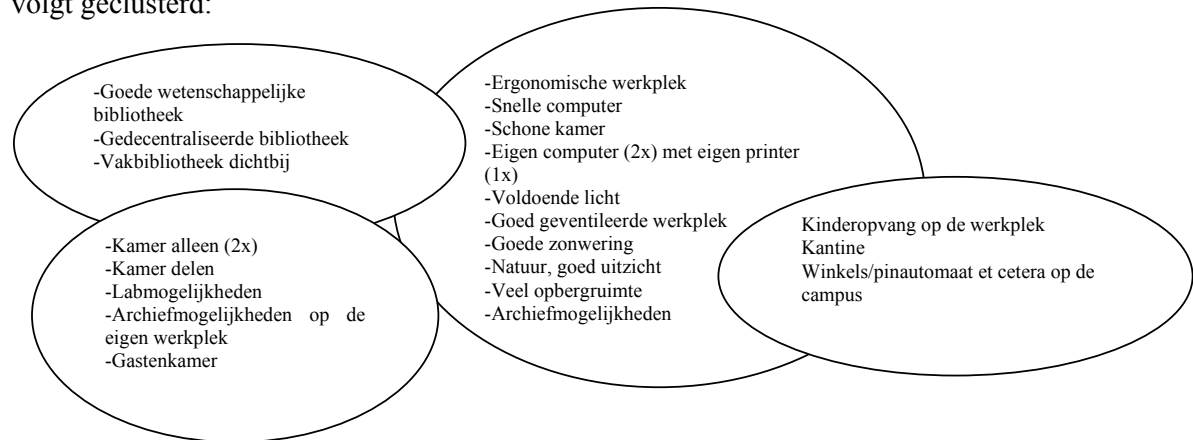 volgt geclusterd:
-Goede wetenschappelijke
bibliotheek
-Gedecentraliseerde bibliotheek
-Vakbibliotheek dichtbij
-Kamer alleen (2x)
-Kamer delen
-Labmogelijkheden
-Archiefmogelijkheden op de
eigen werkplek
-Gastenkamer
-Ergonomische werkplek
-Snelle computer
-Schone kamer
-Eigen computer (2x) met eigen printer
(1x)
-Voldoende licht
-Goed geventileerde werkplek
-Goede zonwering
-Natuur, goed uitzicht
-Veel opbergruimte
-Archiefmogelijkheden
Kinderopvang op de werkplek
Kantine
Winkels/pinautomaat et cetera op de
campus